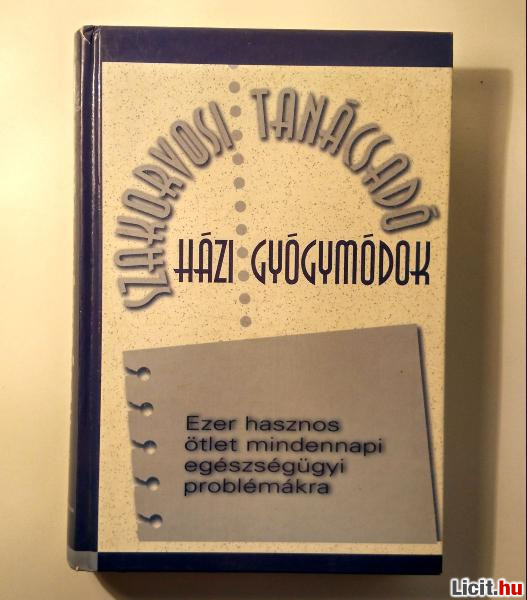 SZAKORVOSI TANÁCSADÓ
HÁZI GYÓGYMÓDOK
Ezer hasznos
ötlet mindennapi
egészségügyi
problémákra
Licit.hu